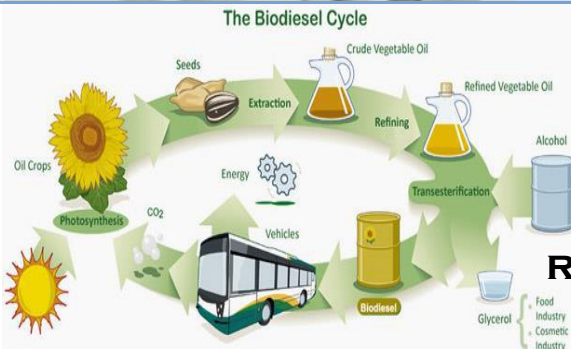 The Biodiesel Cycle
Crude Vegetable Oil
Seeds
Extraction
Refined Vegetable Oil
Refining
Oil Crops
Alcohol
Energy
Transesterification
Photosynthesis
CO2
Vehicles
Biodiesel
R
Glycerol
. Food
Industry
. Cosmetic
Industry